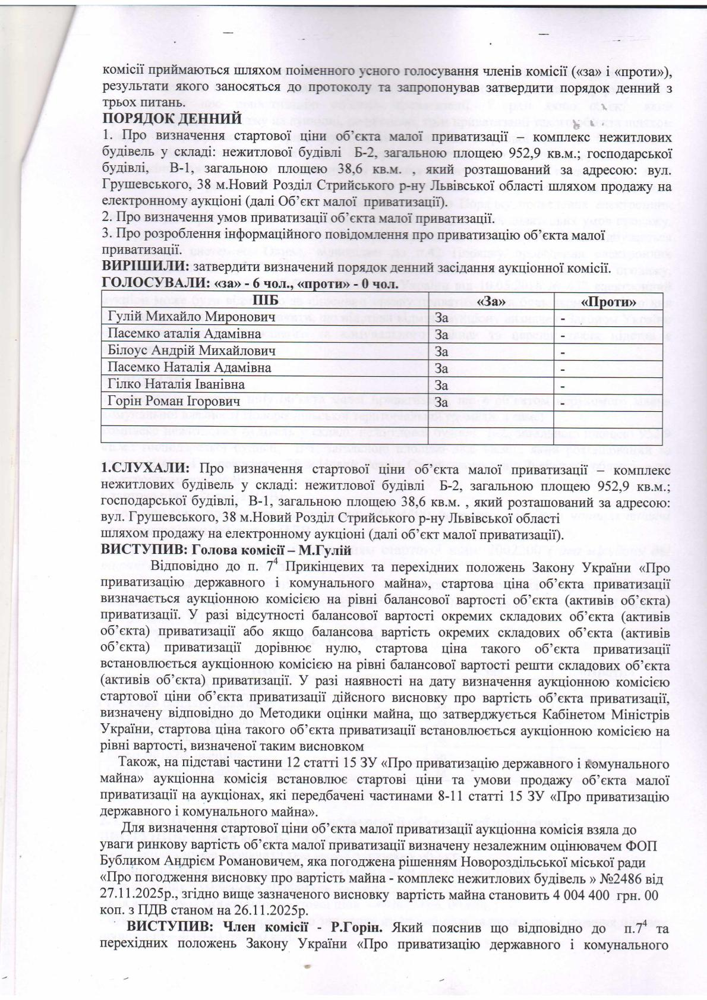 комісії приймаються шляхом поіменного усного голосування членів комісії («за» і «проти»),
результати якого заносяться до протоколу та запропонував затвердити порядок денний з
трьох питань.
ПОРЯДОК ДЕННИЙ
1. Про визначення стартової ціни об’єкта малої приватизації – комплекс нежитлових
будівель у складі: нежитлової будівлі Б-2, загальною площею 952,9 кв.м.; господарської
будівлі, В-1, загальною площею 38,6 кв.м. , який розташований за адресою: вул.
Грушевського, 38 м.Новий Розділ Стрийського р-ну Львівської області шляхом продажу на
електронному аукціоні (далі Об’єкт малої приватизації).
2. Про визначення умов приватизації об’єкта малої приватизації.
3. Про розроблення інформаційного повідомлення про приватизацію об’єкта малої
приватизації.
ВИРІШИЛИ: затвердити визначений порядок денний засідання аукціонної комісії.
ГОЛОСУВАЛИ: «за» - 6 чол., «проти» - 0 чол.
ПІБ «За» «Проти»
Гулій Михайло Миронович За -
Пасемко аталія Адамівна За -
Білоус Андрій Михайлович За -
Пасемко Наталія Адамівна За -
Гілко Наталія Іванівна За -
Горін Роман Ігорович За -
1.СЛУХАЛИ: Про визначення стартової ціни об’єкта малої приватизації – комплекс
нежитлових будівель у складі: нежитлової будівлі Б-2, загальною площею 952,9 кв.м.;
господарської будівлі, В-1, загальною площею 38,6 кв.м. , який розташований за адресою:
вул. Грушевського, 38 м.Новий Розділ Стрийського р-ну Львівської області
шляхом продажу на електронному аукціоні (далі об’єкт малої приватизації).
ВИСТУПИВ: Голова комісії – М.Гулій
Відповідно до п. 7⁴ Прикінцевих та перехідних положень Закону України «Про
приватизацію державного і комунального майна», стартова ціна об’єкта приватизації
визначається аукціонною комісією на рівні балансової вартості об’єкта (активів об’єкта)
приватизації. У разі відсутності балансової вартості окремих складових об’єкта (активів
об’єкта) приватизації або якщо балансова вартість окремих складових об’єкта (активів
об’єкта) приватизації дорівнює нулю, стартова ціна такого об’єкта приватизації
встановлюється аукціонною комісією на рівні балансової вартості решти складових об’єкта
(активів об’єкта) приватизації. У разі наявності на дату визначення аукціонною комісією
стартової ціни об’єкта приватизації дійсного висновку про вартість об’єкта приватизації,
визначену відповідно до Методики оцінки майна, що затверджується Кабінетом Міністрів
України, стартова ціна такого об’єкта приватизації встановлюється аукціонною комісією на
рівні вартості, визначеної таким висновком
Також, на підставі частини 12 статті 15 ЗУ «Про приватизацію державного і комунального
майна» аукціонна комісія встановлює стартові ціни та умови продажу об’єкта малої
приватизації на аукціонах, які передбачені частинами 8-11 статті 15 ЗУ «Про приватизацію
державного і комунального майна».
Для визначення стартової ціни об’єкта малої приватизації аукціонна комісія взяла до
уваги ринкову вартість об’єкта малої приватизації визначену незалежним оцінювачем ФОП
Бубликом Андрієм Романовичем, яка погоджена рішенням Новороздільської міської ради
«Про погодження висновку про вартість майна - комплекс нежитлових будівель » №2486 від
27.11.2025р., згідно вище зазначеного висновку вартість майна становить 4 004 400 грн. 00
коп. з ПДВ станом на 26.11.2025р.
ВИСТУПИВ: Член комісії - Р.Горін. Який пояснив що відповідно до п.7⁴ та
перехідних положень Закону України «Про приватизацію державного і комунального